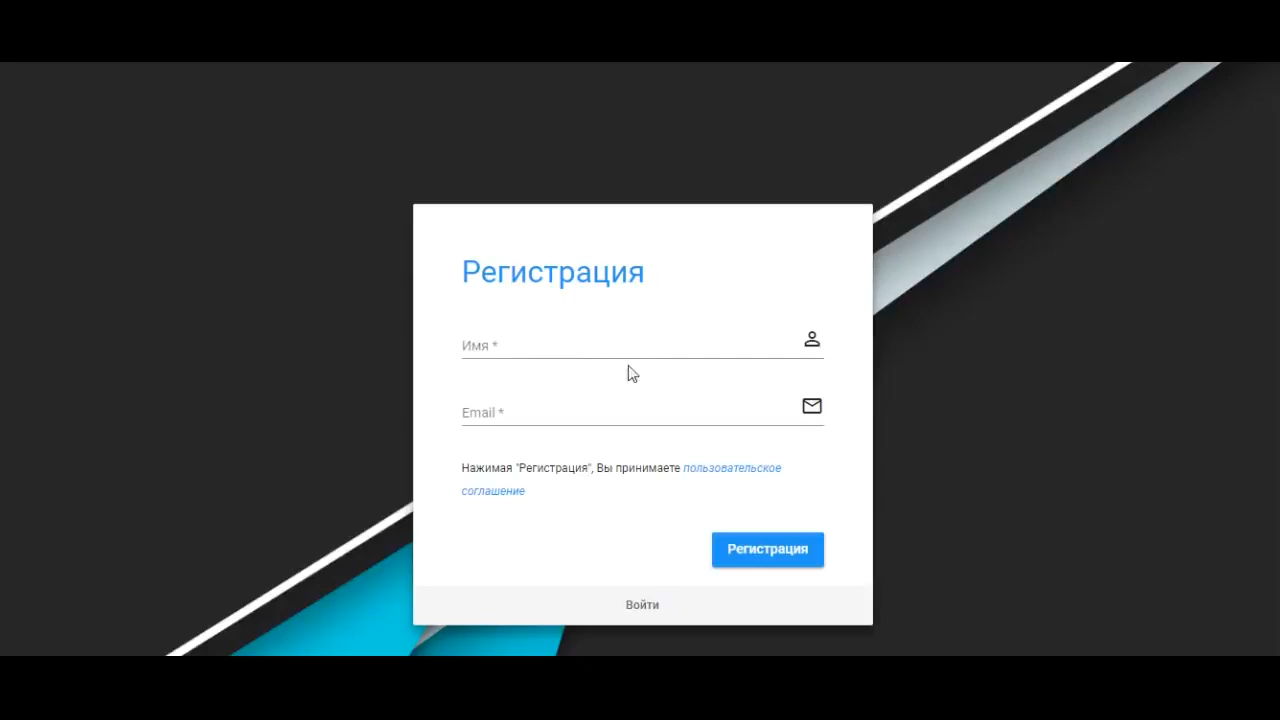 Регистрация
Имя *
Email *
Нажимая "Регистрация", Вы принимаете пользовательское
соглашение
Регистрация
Войти